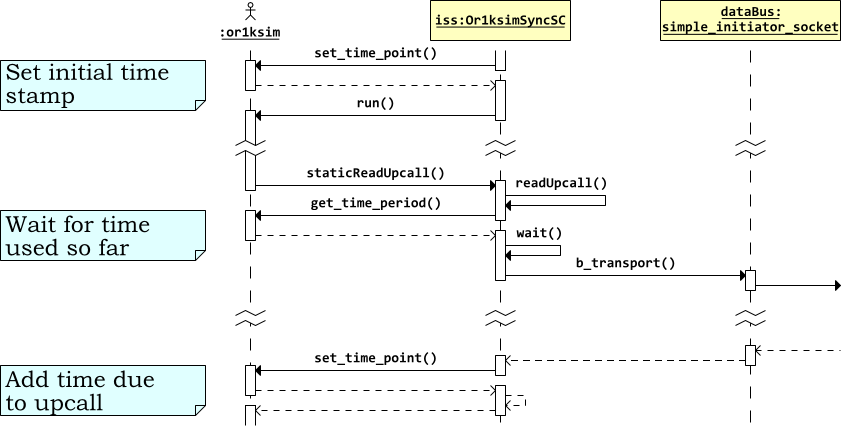 :or1ksim
iss:Or1ksimSyncSC
dataBus:
simple_initiator_socket
Set initial time
stamp
set_time_point()
run()
staticReadUpcall()
readUpcall()
Wait for time
used so far
get_time_period()
wait()
b_transport()
Add time due
to upcall
set_time_point()